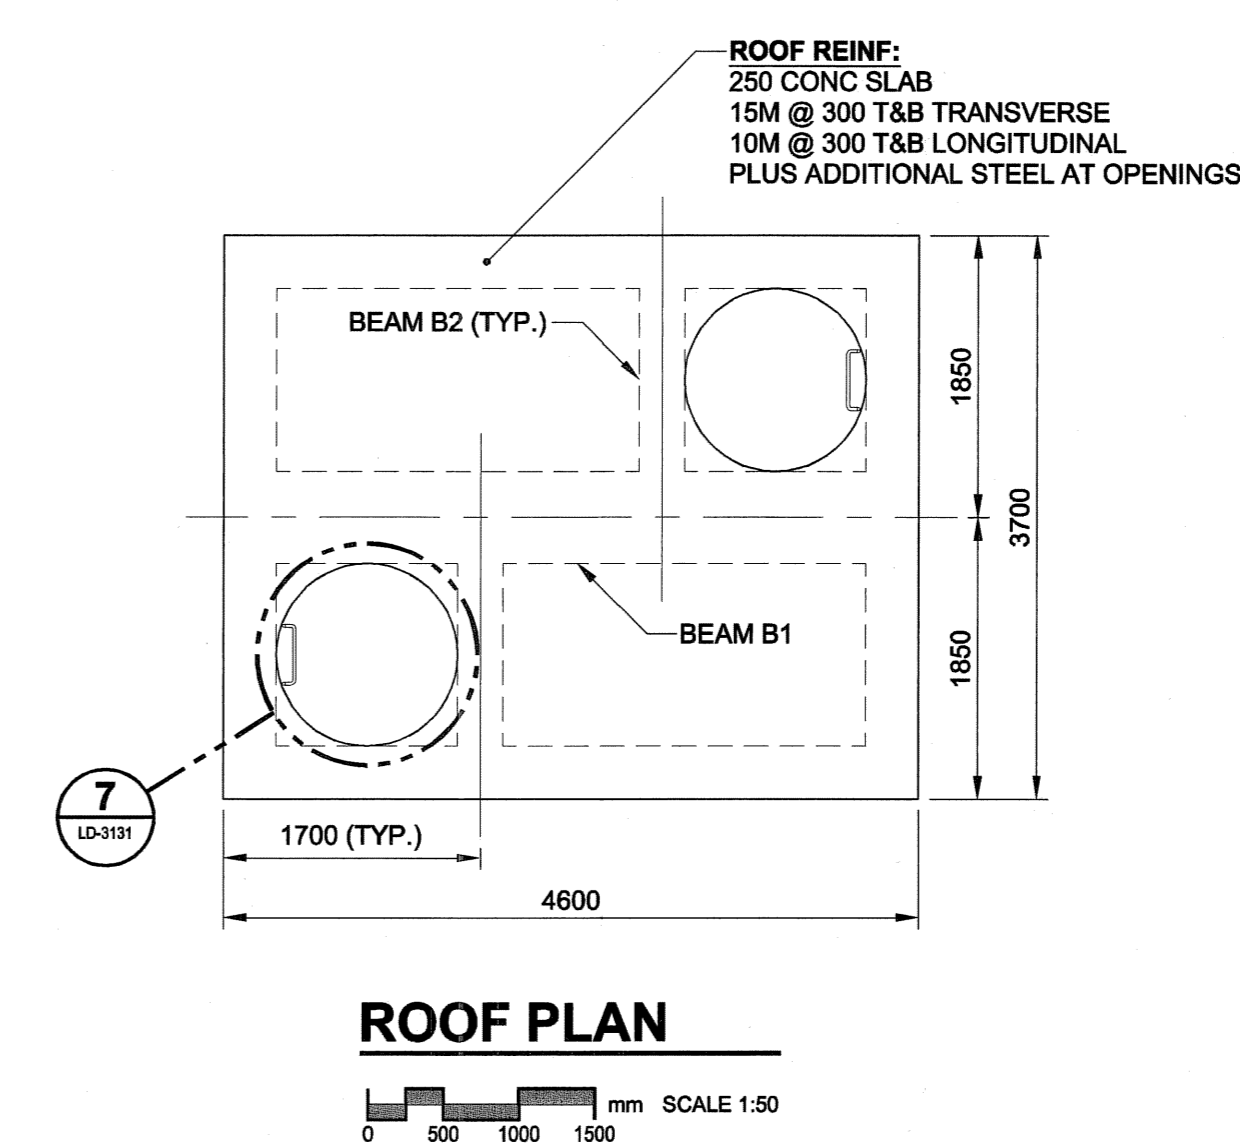 ROOF REINF:
250 CONC SLAB
15M @ 300 T&B TRANSVERSE
10M @ 300 T&B LONGITUDINAL
PLUS ADDITIONAL STEEL AT OPENINGS
BEAM B2 (TYP.)
1850
3700
BEAM B1
1850
7
LD-3131
1700 (TYP.)
4600
ROOF PLAN
mm SCALE 1:50
0 500 1000 1500